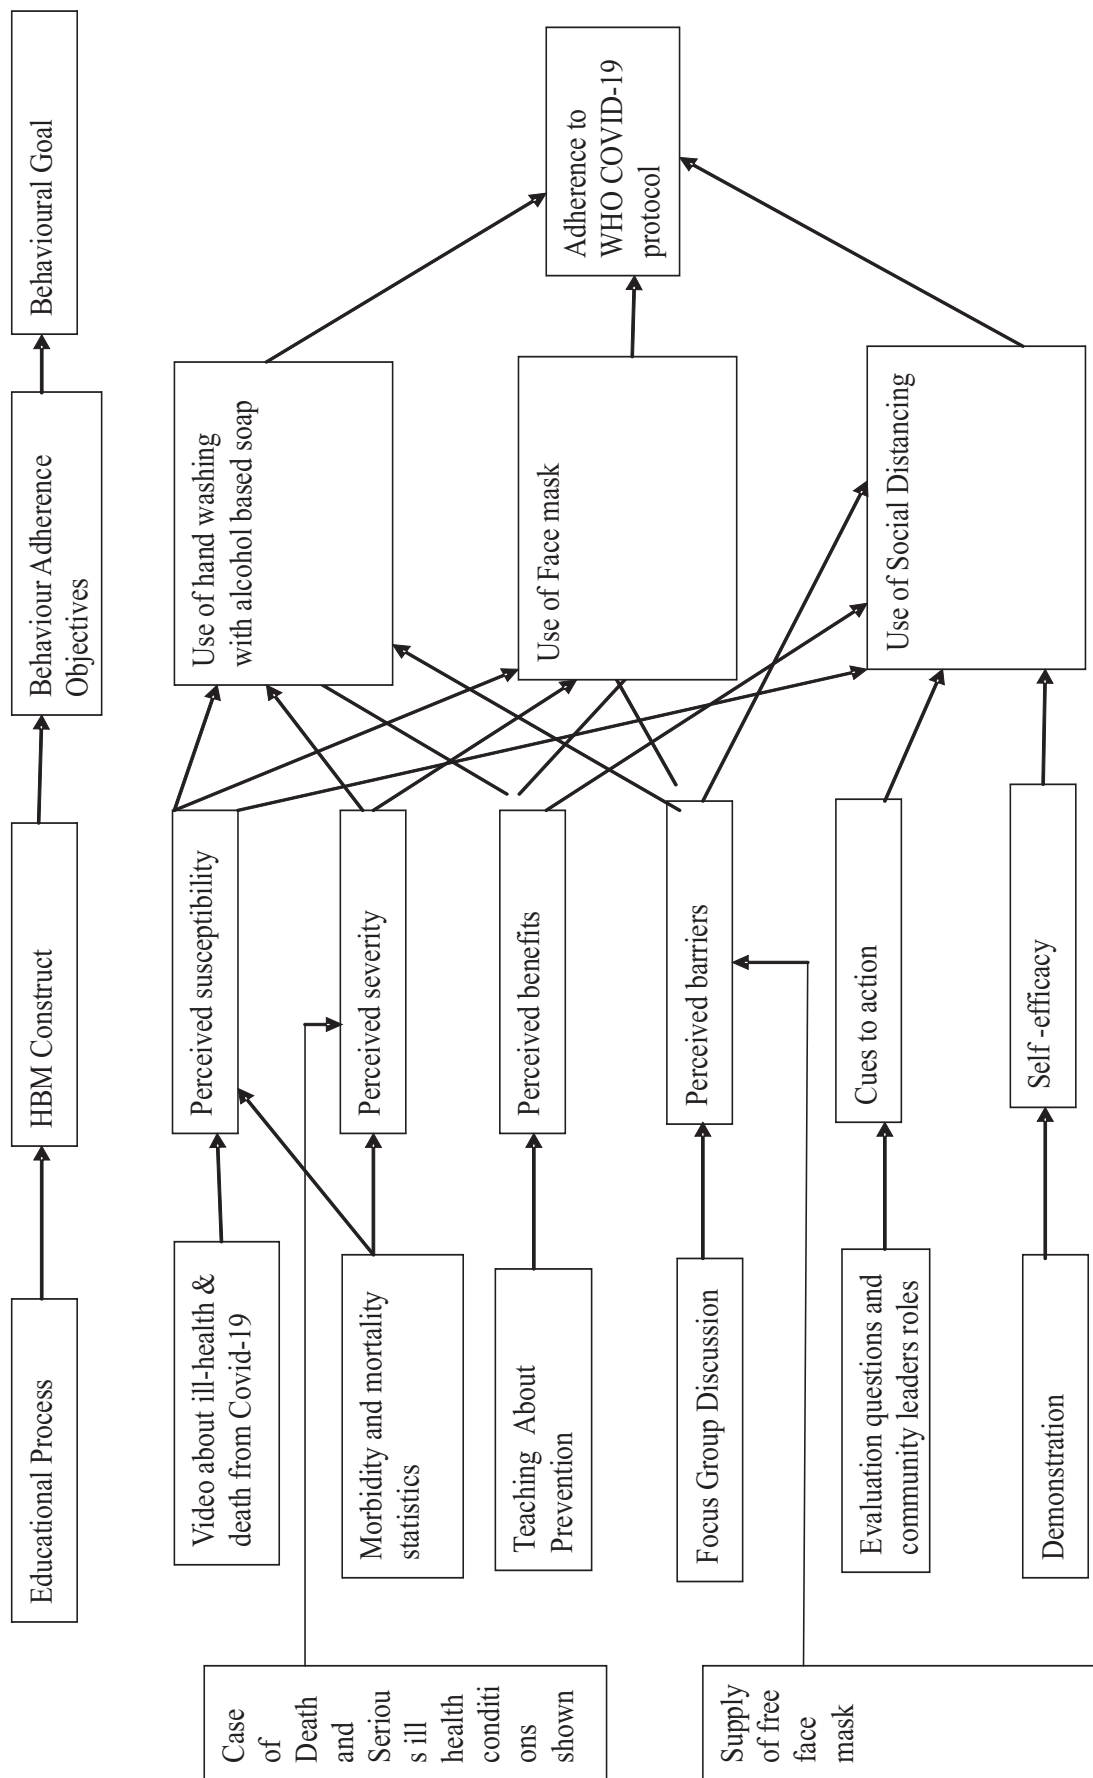 Educational Process
HBM Construct
Behaviour Adherence
Objectives
Behavioural Goal
Case
of
Death
and
Seriou
s ill
health
conditi
ons
shown
Supply
of free
face
mask
Video about ill-health &
death from Covid-19
Morbidity and mortality
statistics
Teaching About
Prevention
Focus Group Discussion
Evaluation questions and
community leaders roles
Demonstration
Perceived susceptibility
Perceived severity
Perceived benefits
Perceived barriers
Cues to action
Self -efficacy
Use of hand washing
with alcohol based soap
Use of Face mask
Use of Social Distancing
Adherence to
WHO COVID-19
protocol